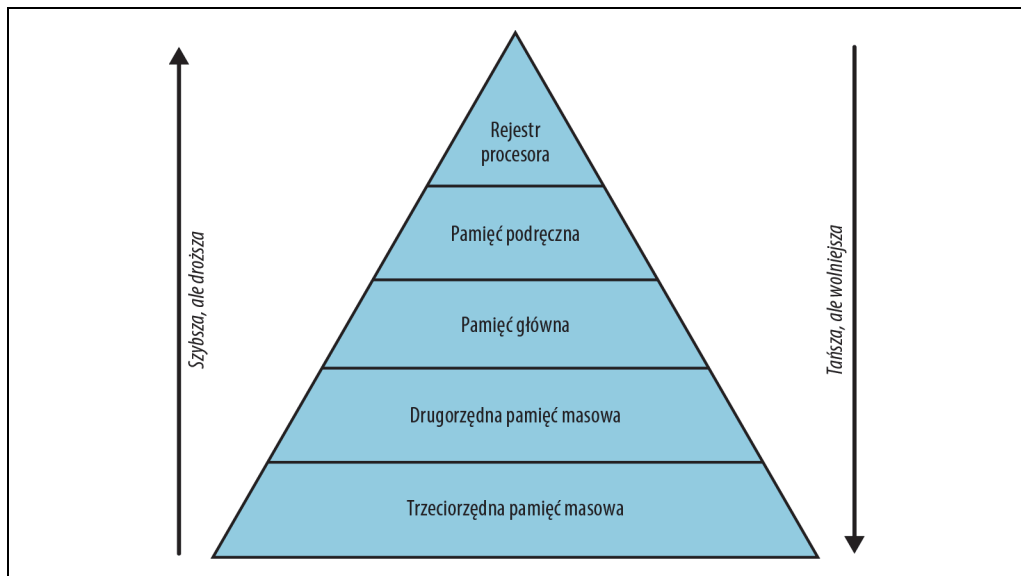 Rejestr
procesora
Pamięć podręczna
Szybsza, ale droższa
Tańsza, ale wolniejsza
Pamięć główna
Drugorzędna pamięć masowa
Trzeciorzędna pamięć masowa